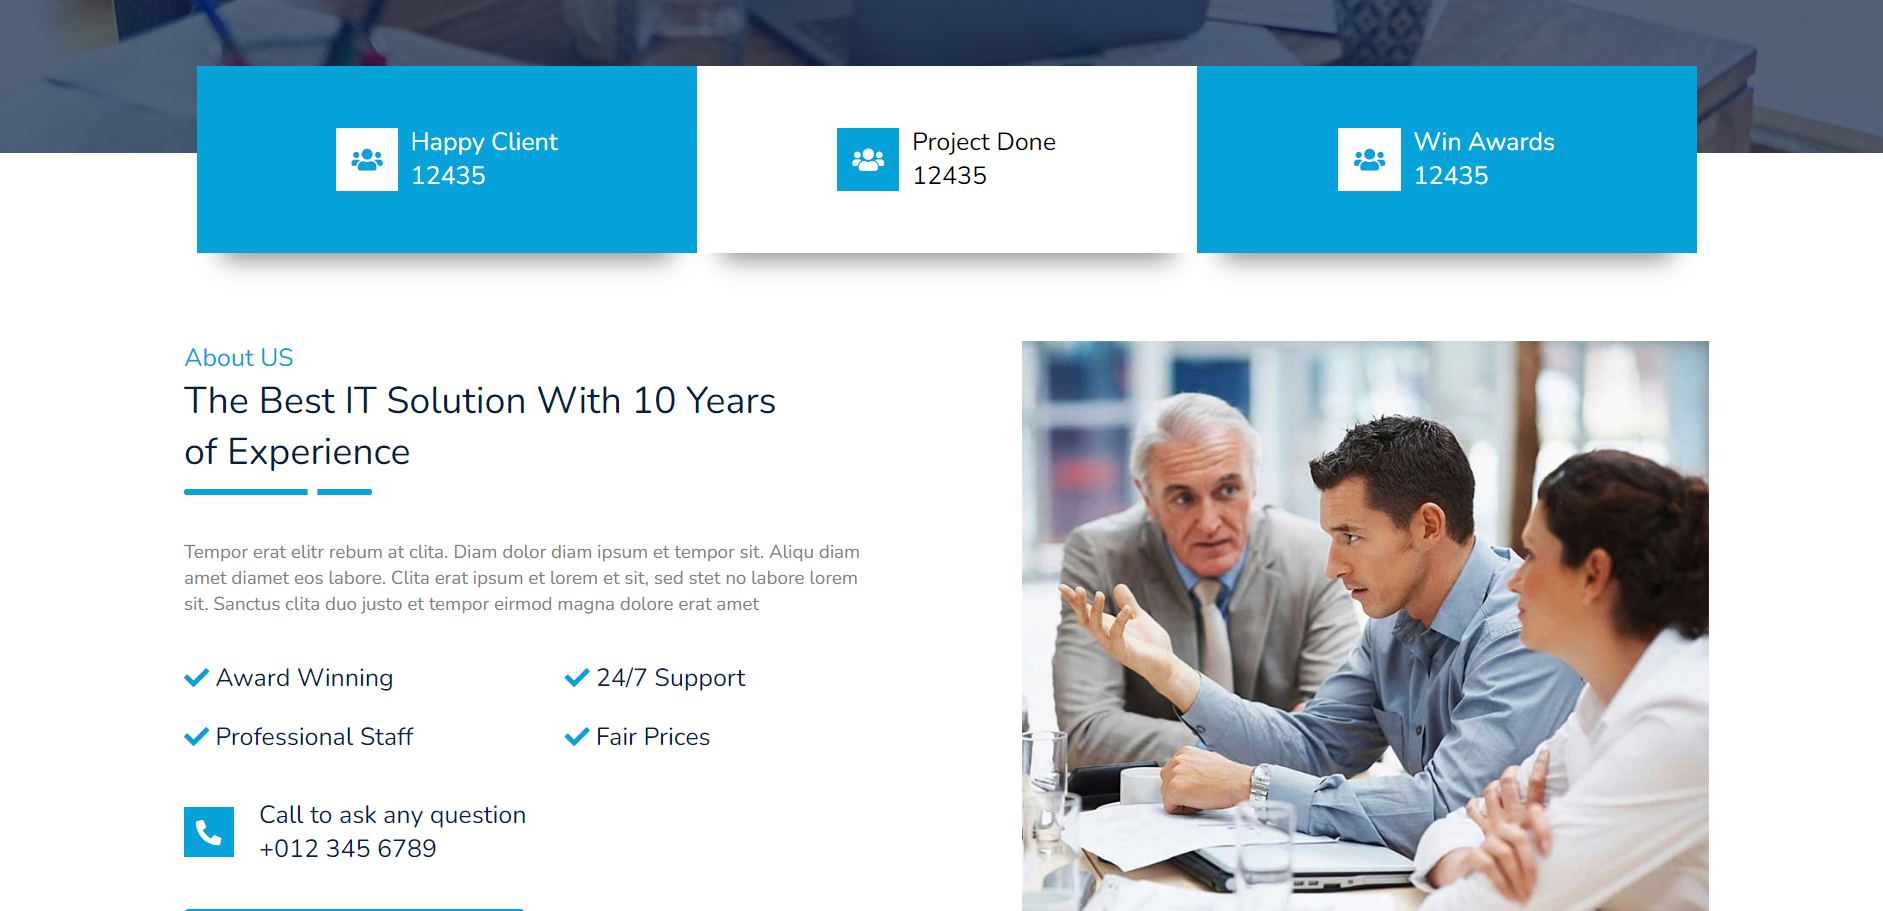 Happy Client
12435
Project Done
12435
Win Awards
12435
About US
The Best IT Solution With 10 Years
of Experience
Tempor erat elitr rebum at clita. Diam dolor diam ipsum et tempor sit. Aliqu diam
amet diamet eos labore. Clita erat ipsum et lorem et sit, sed stet no labore lorem
sit. Sanctus clita duo justo et tempor eirmod magna dolore erat amet
Award Winning
24/7 Support
Professional Staff
Fair Prices
Call to ask any question
+012 345 6789